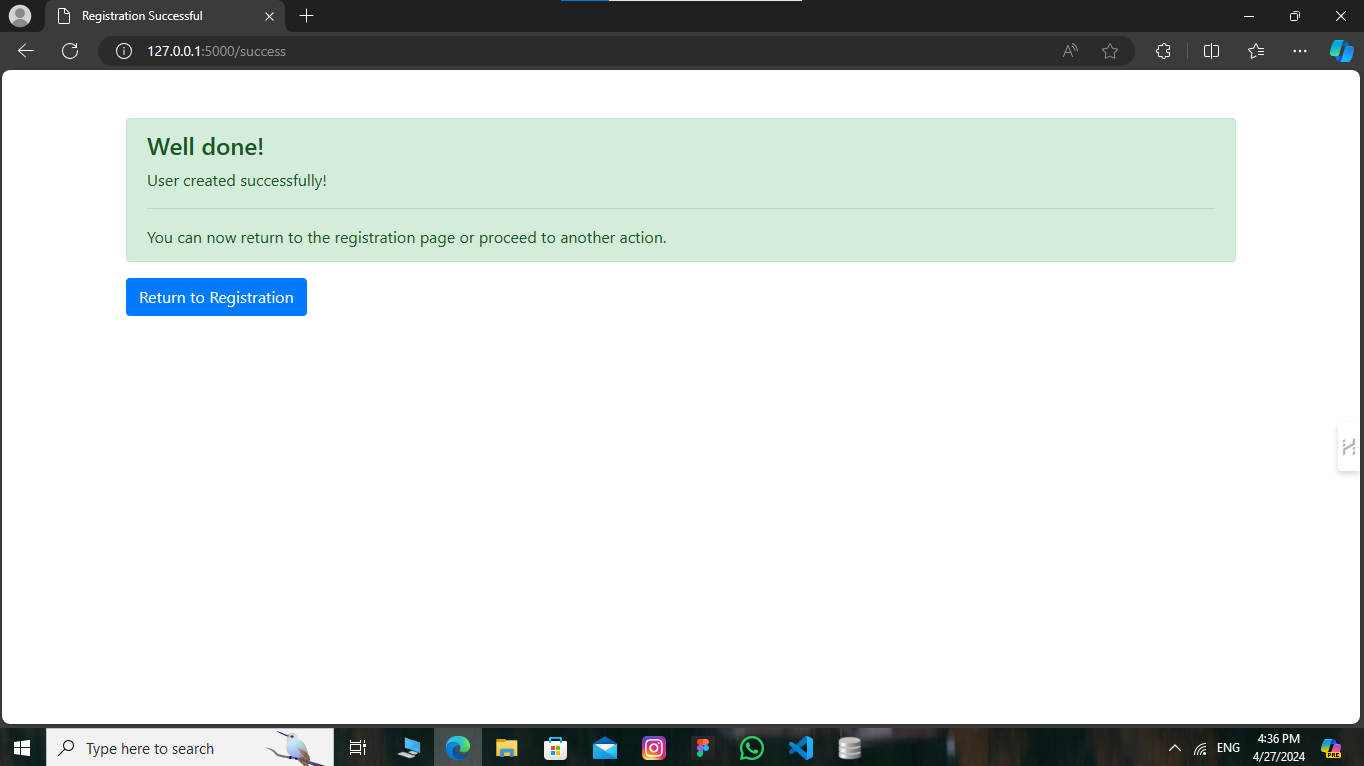 Registration Successful
127.0.0.1:5000/success
Well done!
User created successfully!
You can now return to the registration page or proceed to another action.
Return to Registration
Type here to search
ENG
4:36 PM
4/27/2024
PRE